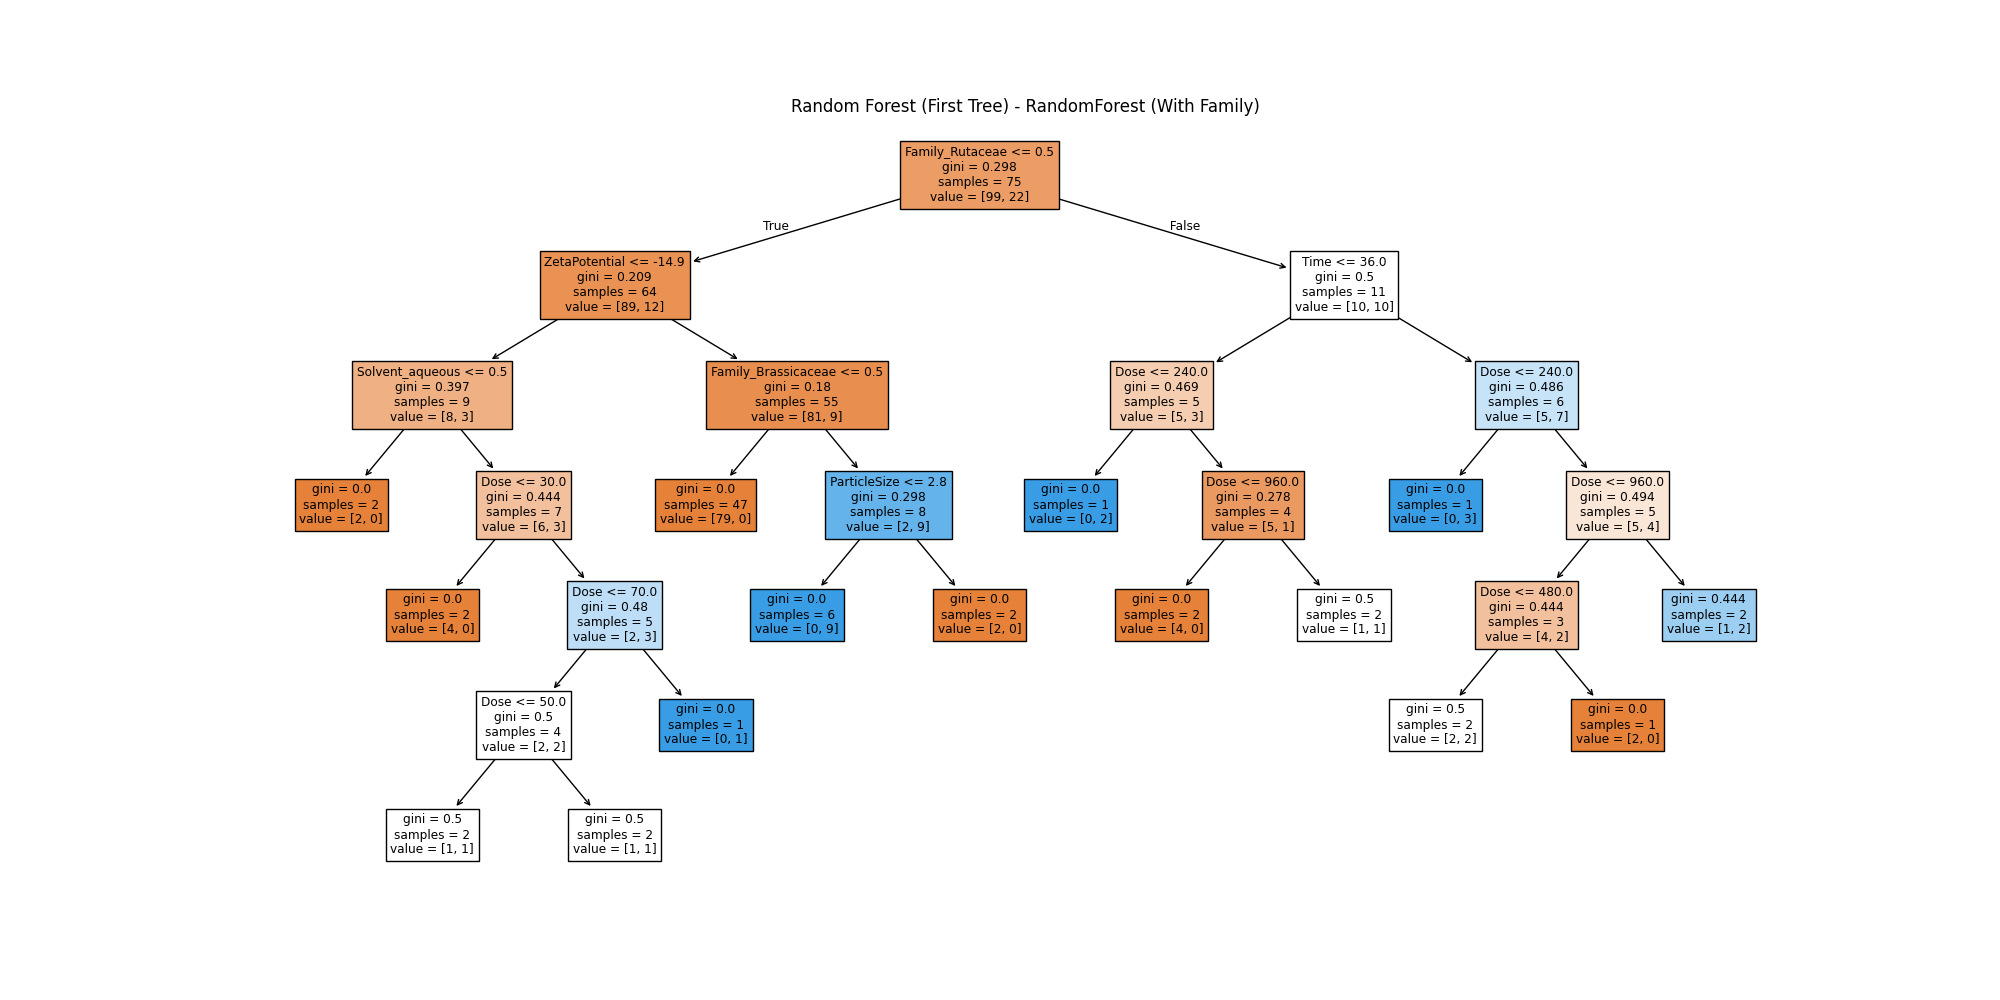 Random Forest (First Tree) - RandomForest (With Family)
Family_Rutaceae <= 0.5
gini = 0.298
samples = 75
value = [99, 22]
True
False
ZetaPotential <= -14.9
gini = 0.209
samples = 64
value = [89, 12]
Time <= 36.0
gini = 0.5
samples = 11
value = [10, 10]
Solvent_aqueous <= 0.5
gini = 0.397
samples = 9
value = [8, 3]
Family_Brassicaceae <= 0.5
gini = 0.18
samples = 55
value = [81, 9]
Dose <= 240.0
gini = 0.469
samples = 5
value = [5, 3]
Dose <= 240.0
gini = 0.486
samples = 6
value = [5, 7]
gini = 0.0
samples = 2
value = [2, 0]
Dose <= 30.0
gini = 0.444
samples = 7
value = [6, 3]
gini = 0.0
samples = 47
value = [79, 0]
ParticleSize <= 2.8
gini = 0.298
samples = 8
value = [2, 9]
gini = 0.0
samples = 1
value = [0, 2]
Dose <= 960.0
gini = 0.278
samples = 4
value = [5, 1]
gini = 0.0
samples = 1
value = [0, 3]
Dose <= 960.0
gini = 0.494
samples = 5
value = [5, 4]
gini = 0.0
samples = 2
value = [4, 0]
Dose <= 70.0
gini = 0.48
samples = 5
value = [2, 3]
gini = 0.0
samples = 6
value = [0, 9]
gini = 0.0
samples = 2
value = [2, 0]
gini = 0.0
samples = 2
value = [4, 0]
gini = 0.5
samples = 2
value = [1, 1]
Dose <= 480.0
gini = 0.444
samples = 3
value = [4, 2]
gini = 0.444
samples = 2
value = [1, 2]
Dose <= 50.0
gini = 0.5
samples = 4
value = [2, 2]
gini = 0.0
samples = 1
value = [0, 1]
gini = 0.5
samples = 2
value = [2, 2]
gini = 0.0
samples = 1
value = [2, 0]
gini = 0.5
samples = 2
value = [1, 1]
gini = 0.5
samples = 2
value = [1, 1]